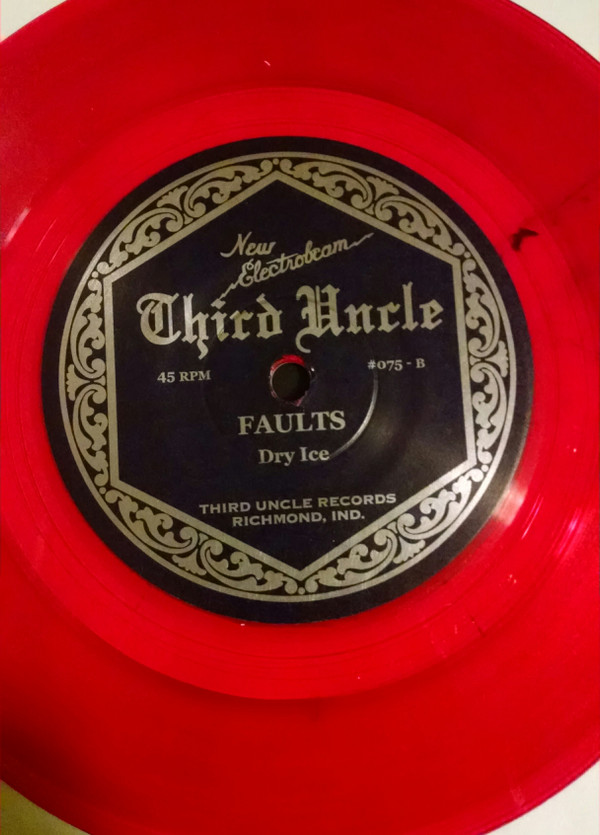 New
Electrobeam
Third Uncle
45 RPM
#075 - B
FAULTS
Dry Ice
THIRD UNCLE RECORDS
RICHMOND, IND.